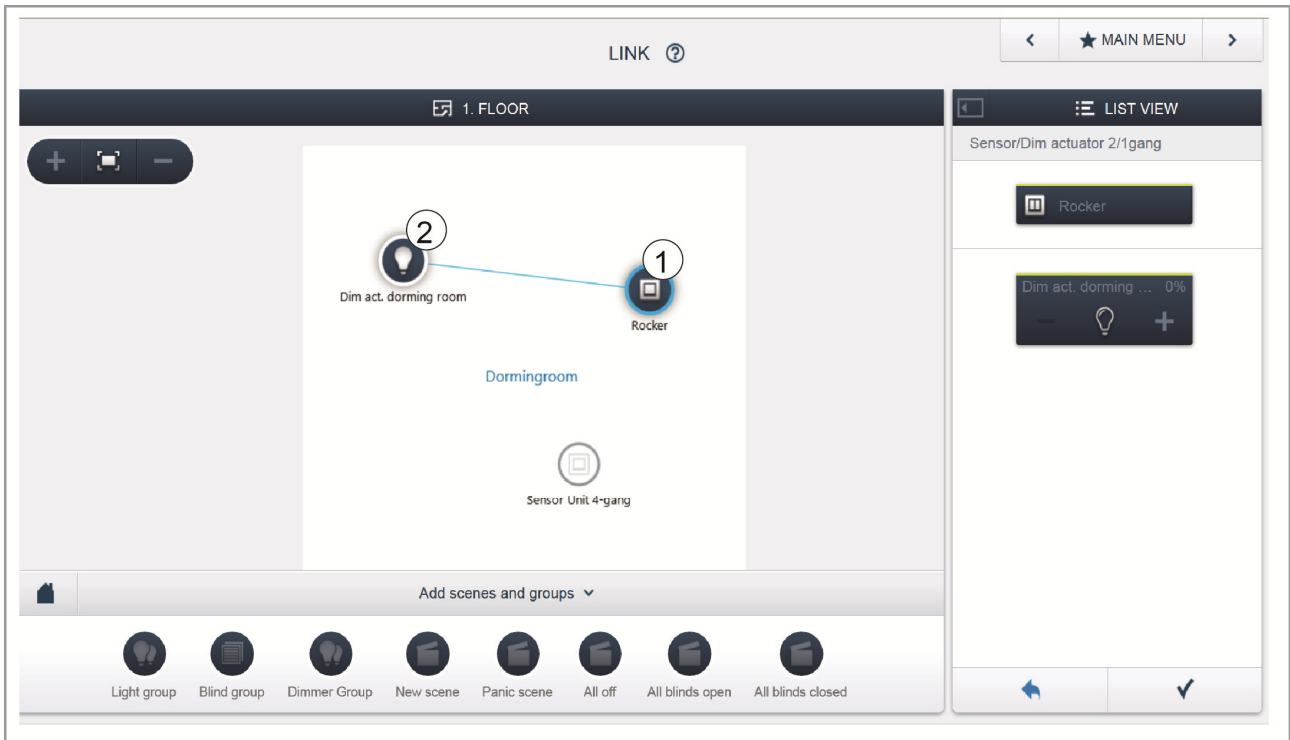 LINK ?
MAIN MENU
1. FLOOR
LIST VIEW
Sensor/Dim actuator 2/1gang
Rocker
Dim act. dorming ... 0%
2
1
Dim act. dorming room
Rocker
Dormingroom
Sensor Unit 4-gang
Add scenes and groups
Light group
Blind group
Dimmer Group
New scene
Panic scene
All off
All blinds open
All blinds closed